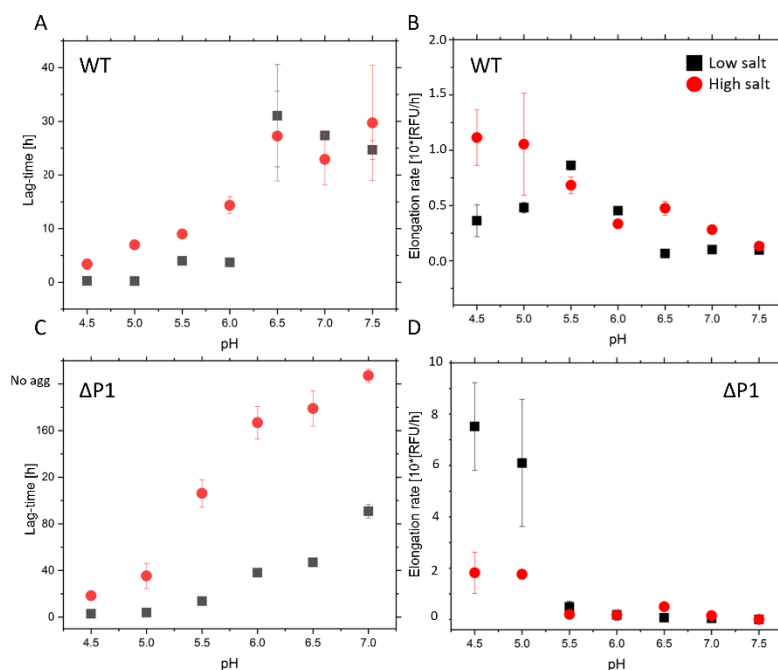 A
WT
Lag-time [h]
40
30
20
10
0
4.5 5.0 5.5 6.0 6.5 7.0 7.5
pH
B
WT
Low salt
High salt
Elongation rate [10*[RFU/h]
2.0
1.5
1.0
0.5
0.0
4.5 5.0 5.5 6.0 6.5 7.0 7.5
pH
C
ΔP1
Lag-time [h]
No agg
160
20
80
40
0
4.5 5.0 5.5 6.0 6.5 7.0
pH
D
ΔP1
Elongation rate [10*[RFU/h]
10
8
6
4
2
0
4.5 5.0 5.5 6.0 6.5 7.0 7.5
pH